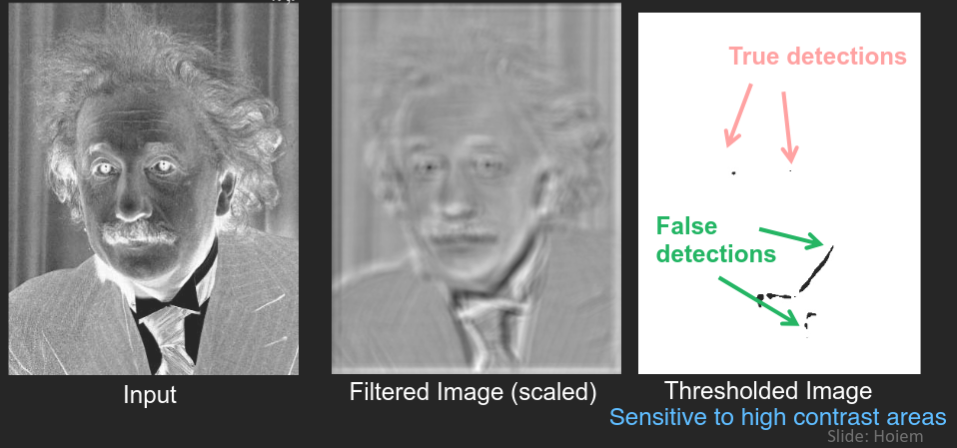 True detections
False
detections
Input
Filtered Image (scaled)
Thresholded Image
Sensitive to high contrast areas
Slide: Hoiem